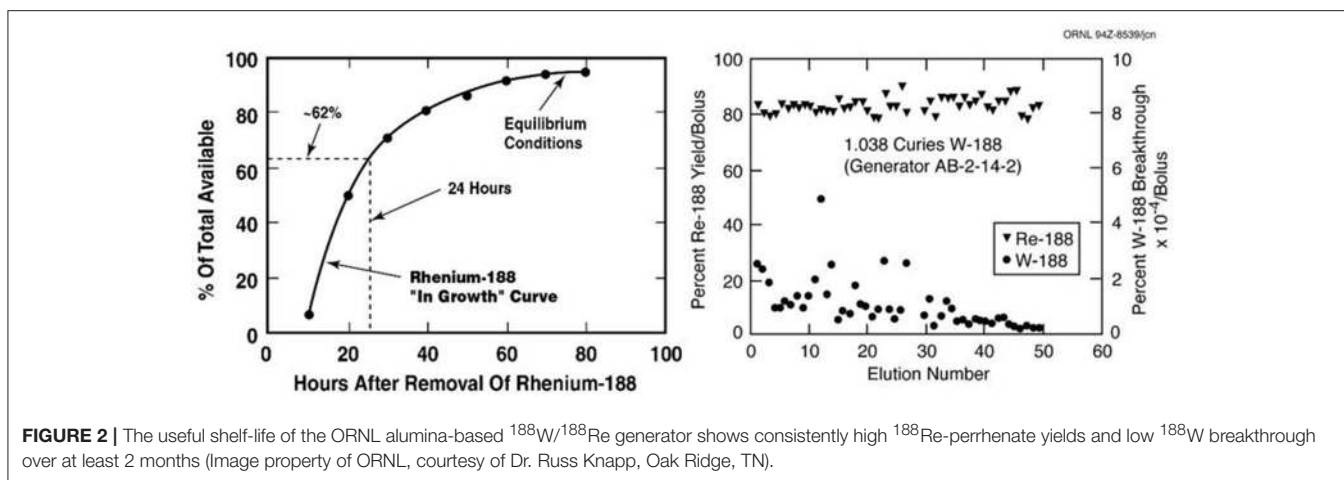 ORNL 94Z-8539/jcn
% Of Total Available
100
80
60
40
20
0
~62%
Equilibrium
Conditions
24 Hours
Rhenium-188
"In Growth" Curve
0 20 40 60 80 100
Hours After Removal Of Rhenium-188
Percent Re-188 Yield/Bolus
100
80
60
40
20
0
1.038 Curies W-188
(Generator AB-2-14-2)
Re-188
W-188
10
8
6
4
2
0
Percent W-188 Breakthrough
x 10⁻⁴/Bolus
0 10 20 30 40 50 60
Elution Number
FIGURE 2 | The useful shelf-life of the ORNL alumina-based ¹⁸⁸W/¹⁸⁸Re generator shows consistently high ¹⁸⁸Re-perrhenate yields and low ¹⁸⁸W breakthrough
over at least 2 months (Image property of ORNL, courtesy of Dr. Russ Knapp, Oak Ridge, TN).